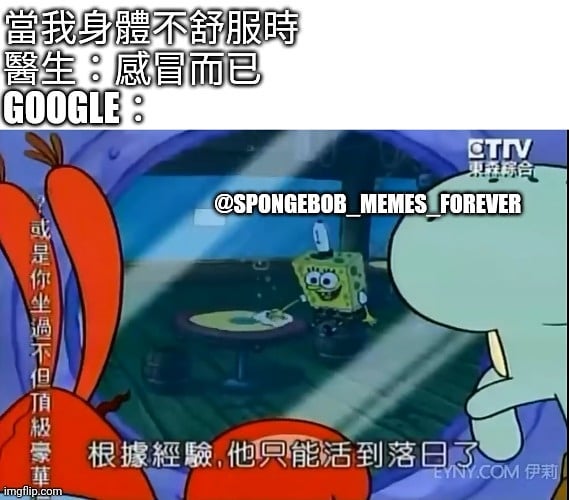 當我身體不舒服時
醫生：感冒而已
GOOGLE：
ETTV
東森綜合
@SPONGEBOB_MEMES_FOREVER
?或是你坐過不但頂級豪華
根據經驗,他只能活到落日了
EYNY.COM 伊莉
imgflip.com